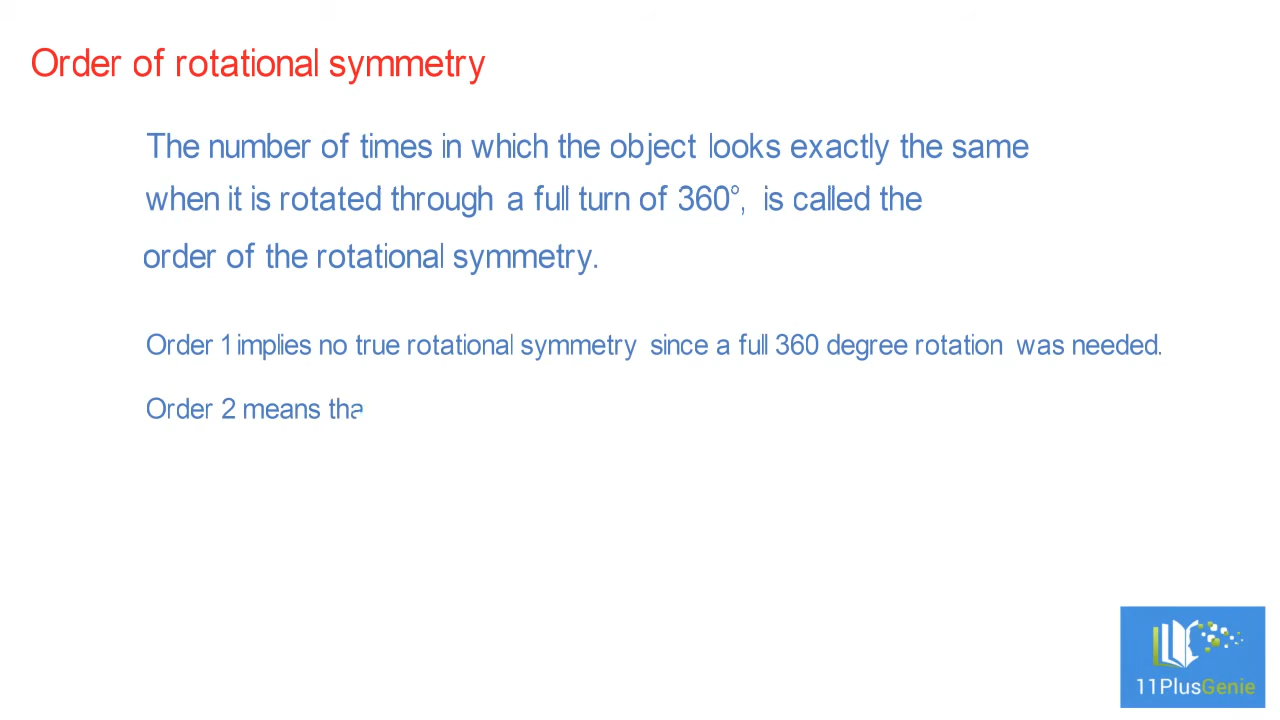 Order of rotational symmetry
The number of times in which the object looks exactly the same
when it is rotated through a full turn of 360°, is called the
order of the rotational symmetry.
Order 1 implies no true rotational symmetry since a full 360 degree rotation was needed.
Order 2 means tha
11PlusGenie